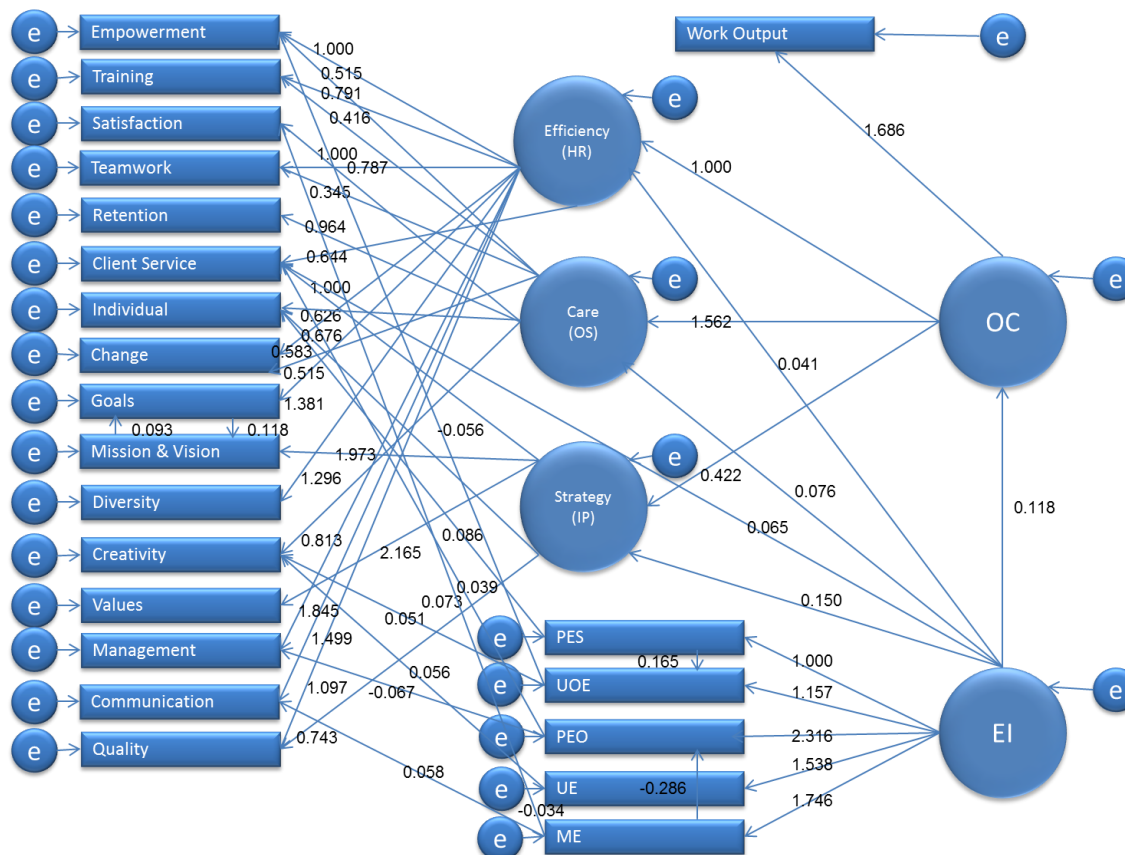 e Empowerment
Work Output e
1.000
e Training
0.515
0.791
e
Efficiency
(HR)
e Satisfaction
0.416
1.686
e Teamwork
1.000
0.787
1.000
0.345
e Retention
0.964
e Client Service
0.644
e
e
1.000
e Individual
0.626
Care
(OS)
1.562
OC
0.676
e Change
0.583
0.515
0.041
e Goals
1.381
0.093
0.118
-0.056
e Mission & Vision
1.973
e
0.422
1.296
e Diversity
Strategy
(IP)
0.076
0.118
0.065
e Creativity
0.813
0.086
2.165
0.039
e Values
1.845
0.073
0.051
0.150
e Management
1.499
e PES
1.000
0.165
0.056
-0.067
e UOE
1.157
e
e Communication
1.097
0.743
e PEO
2.316
EI
e Quality
1.538
0.058
e UE
-0.286
1.746
-0.034
e ME